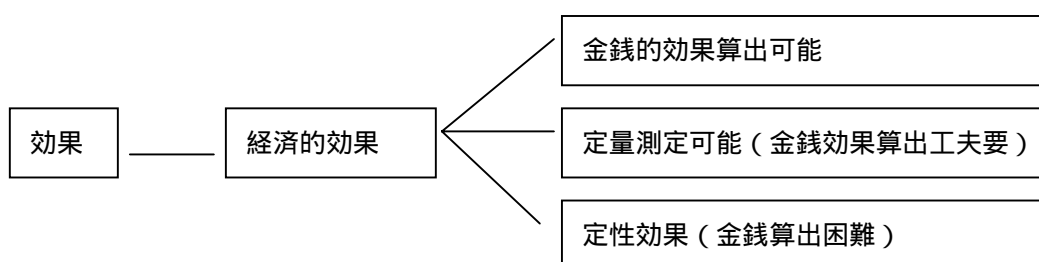 金銭的効果算出可能
効果
経済的効果
定量測定可能（金銭効果算出工夫要）
定性効果（金銭算出困難）